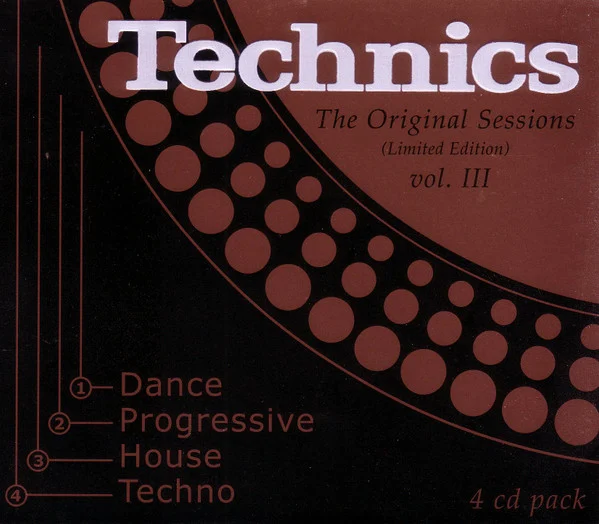 Technics
The Original Sessions
(Limited Edition)
vol. III
1 Dance
2 Progressive
3 House
4 Techno
4 cd pack